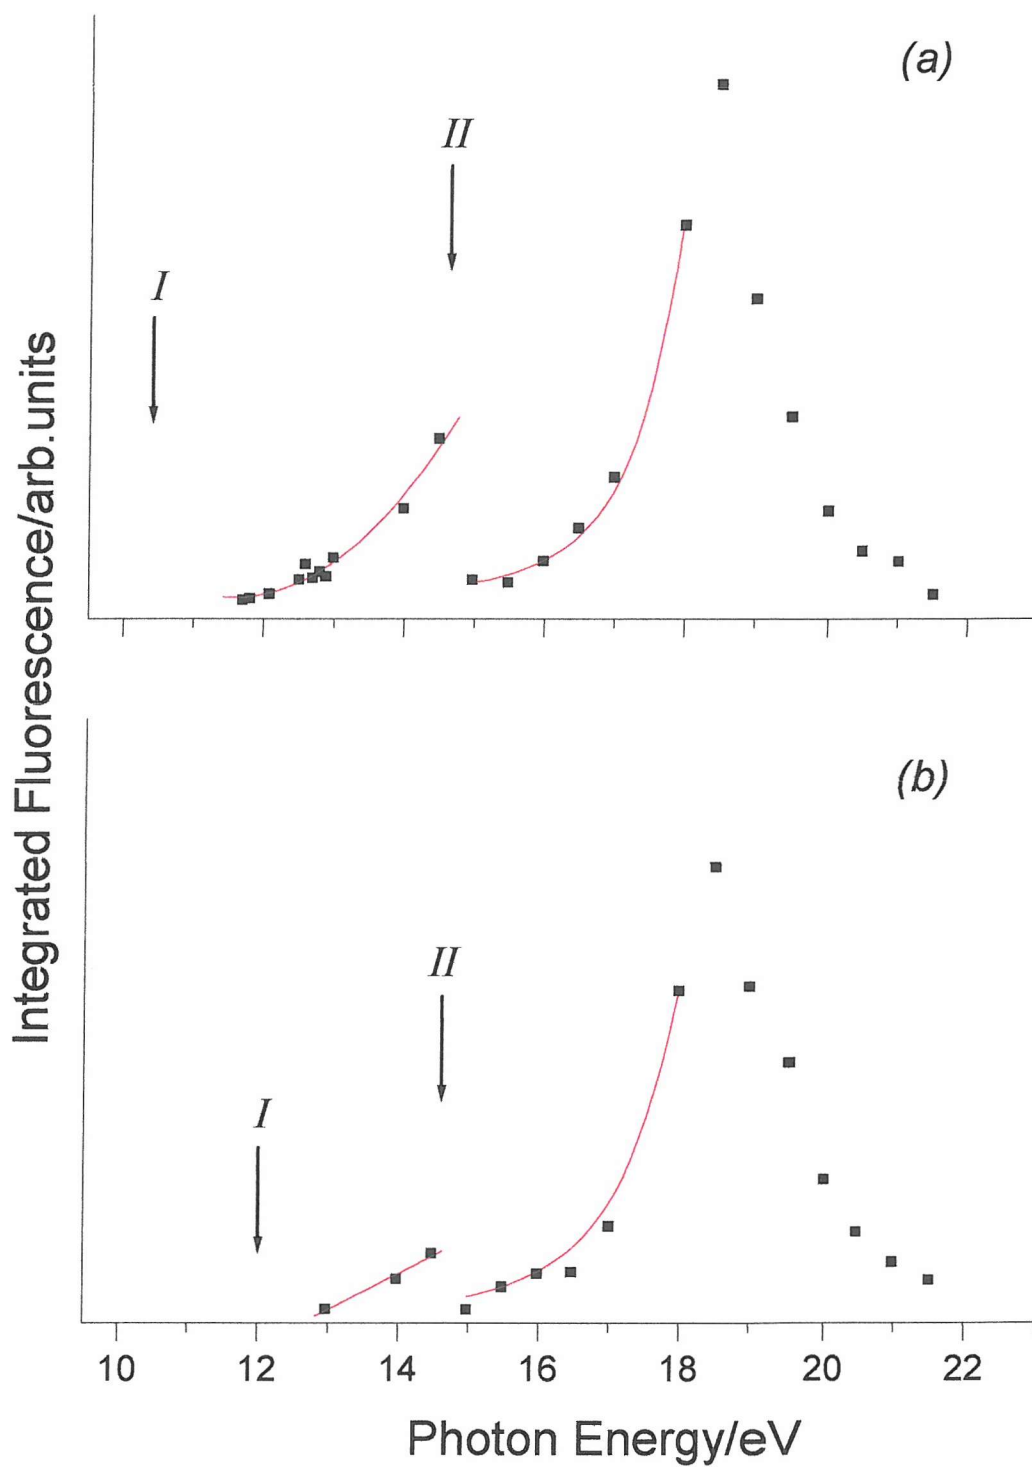 (a)
II
I
Integrated Fluorescence/arb.units
(b)
II
I
10 12 14 16 18 20 22
Photon Energy/eV